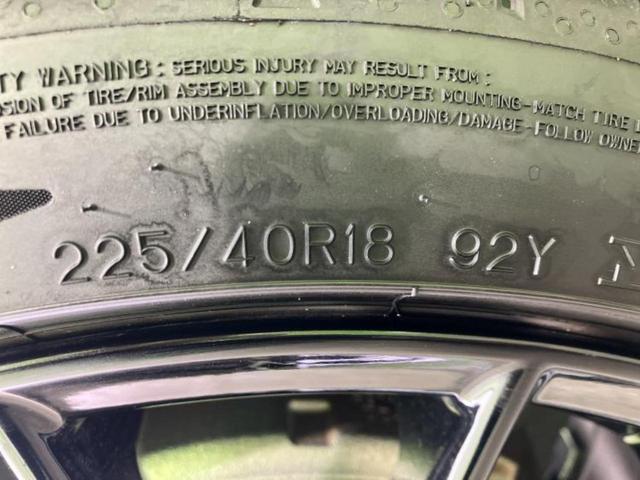 TY WARNING: SERIOUS INJURY MAY RESULT FROM:
SION OF TIRE/RIM ASSEMBLY DUE TO IMPROPER MOUNTING-MATCH TIRE
FAILURE DUE TO UNDERINFLATION/OVERLOADING/DAMAGE-FOLLOW OWNE
225/40R18 92Y